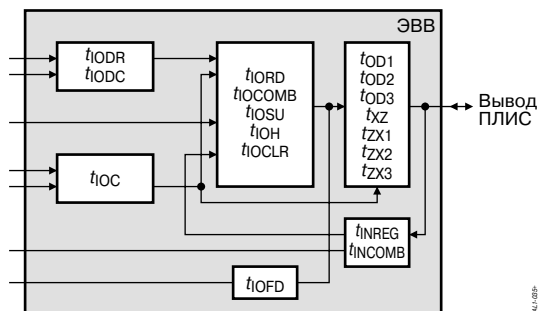 ЭВВ
tIODR
tIODC
tIORD
tIOCOMB
tIOSU
tIOH
tIOCLR
tOD1
tOD2
tOD3
tXZ
tZX1
tZX2
tZX3
Вывод
ПЛИС
tIOC
tINREG
tINCOMB
tIOFD